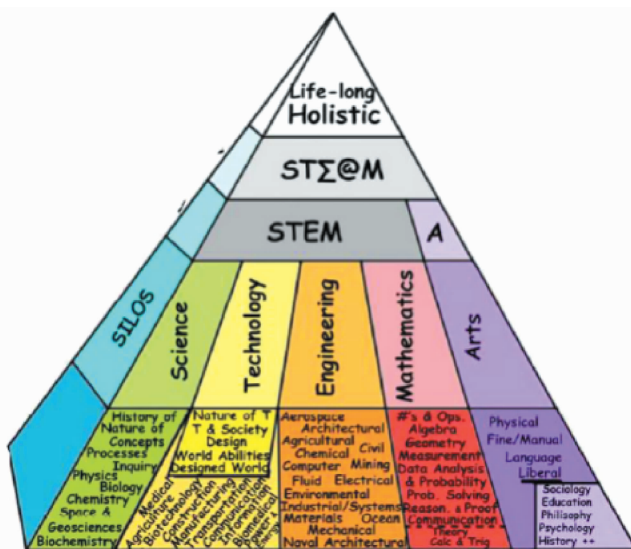 Life-long
Holistic
STΣ@M
STEM
A
SILOS
Science
Technology
Engineering
Mathematics
Arts
History of
Nature of
Concepts
Processes
Inquiry
Physics
Biology
Chemistry
Space &
Geosciences
Biochemistry
Nature of T
T & Society
Design
World Abilities
Designed World
Medical
Agriculture
Biotechnology
Construction
Manufacturing
Transportation
Communication
Information
Power &
Energy
Aerospace
Architectural
Agricultural
Chemical Civil
Computer Mining
Fluid Electrical
Environmental
Industrial/Systems
Materials Ocean
Mechanical
Naval Architectural
#'s & Ops.
Algebra
Geometry
Measurement
Data Analysis
& Probability
Prob. Solving
Reason. & Proof
Communication
Theory
Calc & Trig
Physical
Fine/Manual
Language
Liberal
Sociology
Education
Philisophy
Psychology
History ++